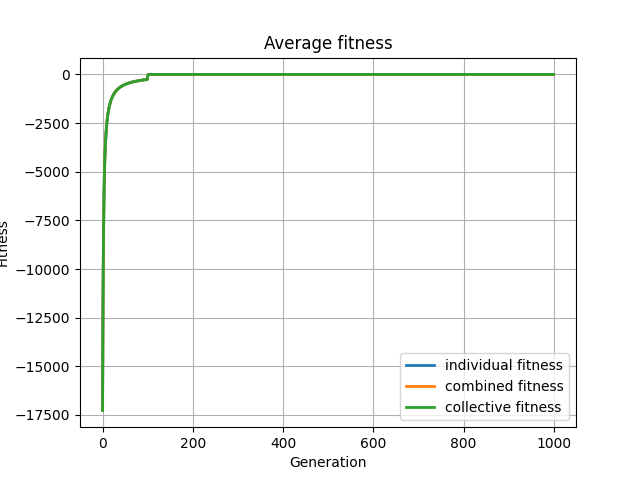 Average fitness
0
−2500
−5000
−7500
−10000
−12500
−15000
−17500
Fitness
0
200
400
600
800
1000
Generation
individual fitness
combined fitness
collective fitness